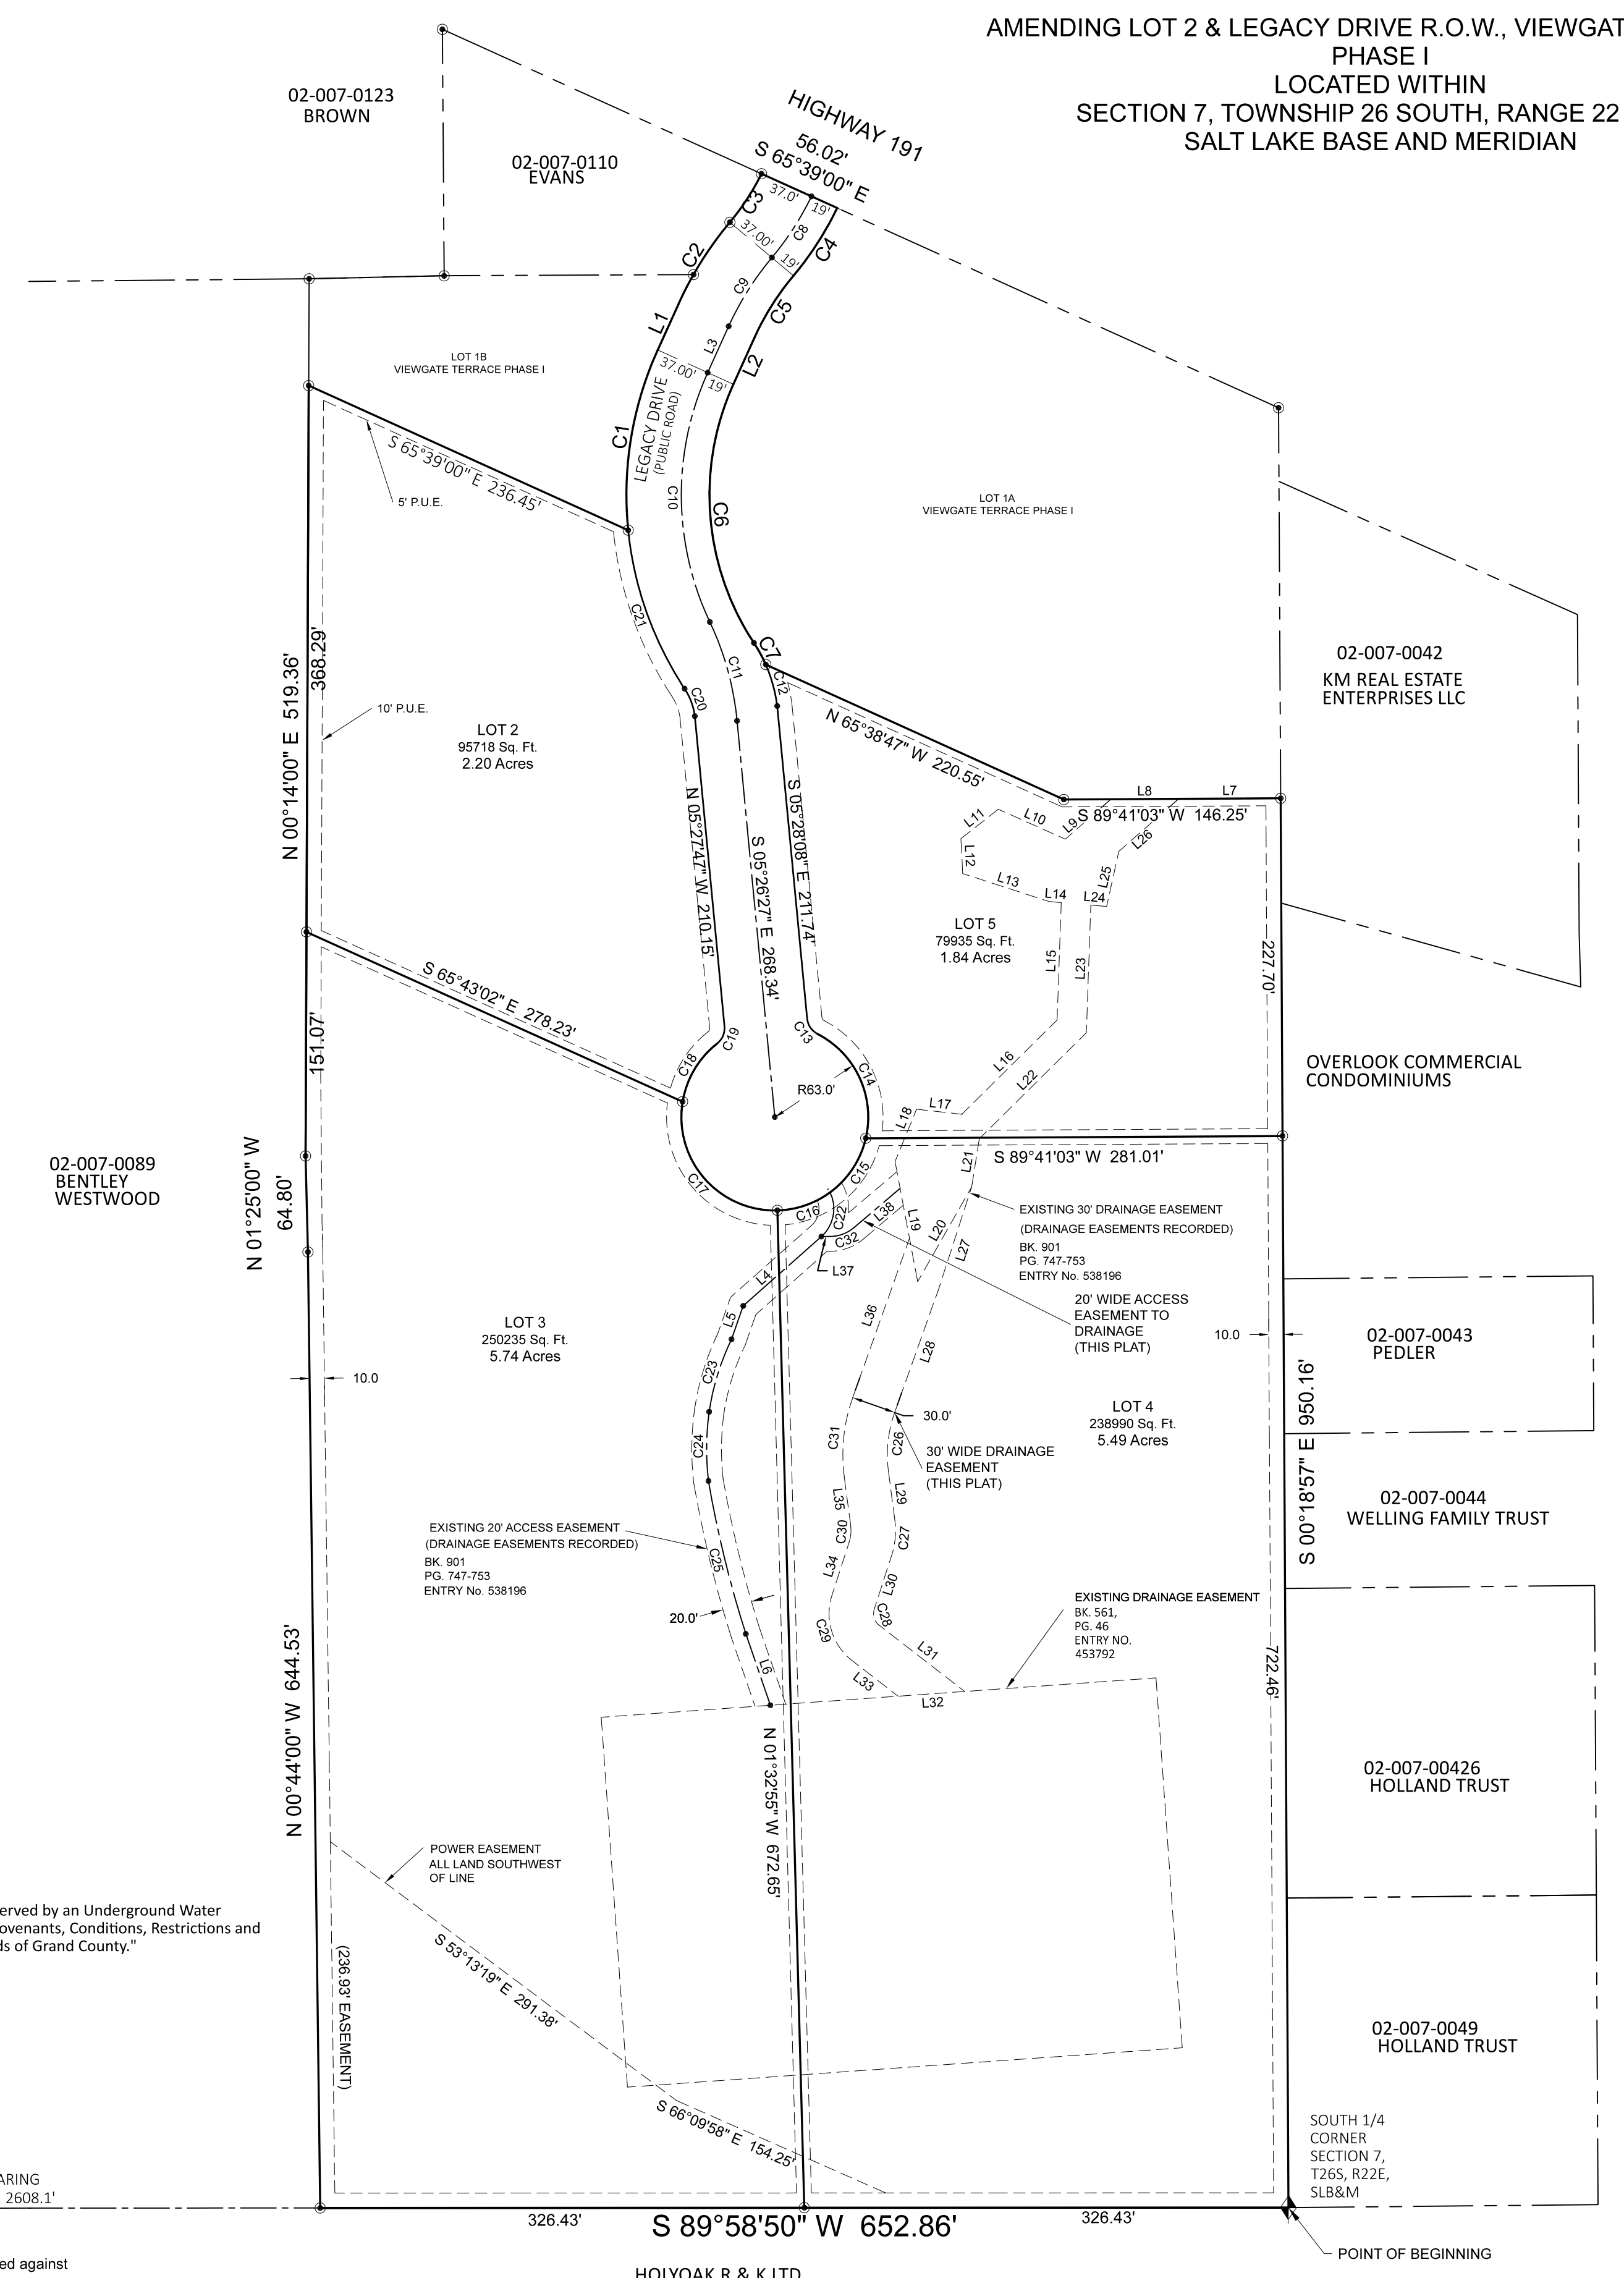 AMENDING LOT 2 & LEGACY DRIVE R.O.W., VIEWGAT
PHASE I
LOCATED WITHIN
SECTION 7, TOWNSHIP 26 SOUTH, RANGE 22
SALT LAKE BASE AND MERIDIAN
02-007-0123
BROWN
02-007-0110
EVANS
HIGHWAY 191
56.02'
S 65°39'00" E
37.0'
19'
C3
C8
C4
37.00'
19'
C2
C9
C5
L1
L3
L2
37.00'
19'
LOT 1B
VIEWGATE TERRACE PHASE I
C1
LEGACY DRIVE
(PUBLIC ROAD)
S 65°39'00" E 236.45'
5' P.U.E.
C10
C6
LOT 1A
VIEWGATE TERRACE PHASE I
C21
C7
C11
C12
C20
02-007-0042
KM REAL ESTATE
ENTERPRISES LLC
N 00°14'00" E 519.36'
368.29'
10' P.U.E.
LOT 2
95718 Sq. Ft.
2.20 Acres
N 65°38'47" W 220.55'
L8
L7
S 89°41'03" W 146.25'
L11
L10
L9
L26
L12
L13
L14
L25
L24
N 05°27'47" W 210.15'
S 05°26'27" E 268.34'
S 05°28'08" E 211.74'
LOT 5
79935 Sq. Ft.
1.84 Acres
L15
L23
227.70'
S 65°43'02" E 278.23'
151.07'
C19
C13
C18
C14
R63.0'
L16
L22
L17
L18
OVERLOOK COMMERCIAL
CONDOMINIUMS
02-007-0089
BENTLEY
WESTWOOD
N 01°25'00" W
64.80'
S 89°41'03" W 281.01'
L21
C15
C17
C16
C22
L38
C32
L19
L20
L27
L37
EXISTING 30' DRAINAGE EASEMENT
(DRAINAGE EASEMENTS RECORDED)
BK. 901
PG. 747-753
ENTRY No. 538196
20' WIDE ACCESS
EASEMENT TO
DRAINAGE
(THIS PLAT)
L4
L5
L36
L28
LOT 3
250235 Sq. Ft.
5.74 Acres
10.0
10.0
02-007-0043
PEDLER
C23
C24
S 00°18'57" E 950.16'
LOT 4
238990 Sq. Ft.
5.49 Acres
30.0'
C31
C26
30' WIDE DRAINAGE
EASEMENT
(THIS PLAT)
L35
L29
C30
C27
02-007-0044
WELLING FAMILY TRUST
EXISTING 20' ACCESS EASEMENT
(DRAINAGE EASEMENTS RECORDED)
BK. 901
PG. 747-753
ENTRY No. 538196
C25
L34
L30
20.0'
C29
C28
EXISTING DRAINAGE EASEMENT
BK. 561,
PG. 46
ENTRY NO.
453792
L6
L33
L31
L32
722.46'
N 00°44'00" W 644.53'
N 01°32'55" W 672.65'
02-007-00426
HOLLAND TRUST
POWER EASEMENT
ALL LAND SOUTHWEST
OF LINE
erved by an Underground Water
ovenants, Conditions, Restrictions and
ds of Grand County."
S 53°13'19" E 291.38'
(236.93' EASEMENT)
02-007-0049
HOLLAND TRUST
S 66°09'58" E 154.25'
SOUTH 1/4
CORNER
SECTION 7,
T26S, R22E,
SLB&M
ARING
2608.1'
326.43'
S 89°58'50" W 652.86'
326.43'
POINT OF BEGINNING
ed against
HOLYOAK R & K LTD